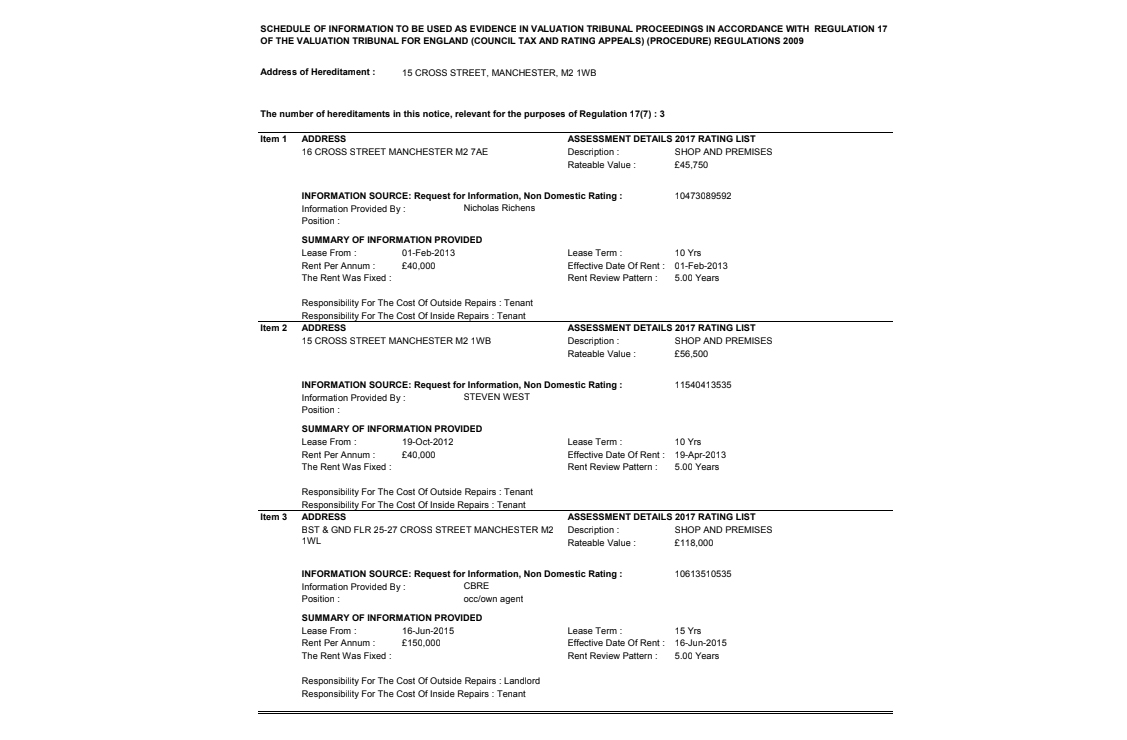 SCHEDULE OF INFORMATION TO BE USED AS EVIDENCE IN VALUATION TRIBUNAL PROCEEDINGS IN ACCORDANCE WITH REGULATION 17
OF THE VALUATION TRIBUNAL FOR ENGLAND (COUNCIL TAX AND RATING APPEALS) (PROCEDURE) REGULATIONS 2009
Address of Hereditament : 15 CROSS STREET, MANCHESTER, M2 1WB
The number of hereditaments in this notice, relevant for the purposes of Regulation 17(7) : 3
Item 1 ADDRESS ASSESSMENT DETAILS 2017 RATING LIST
16 CROSS STREET MANCHESTER M2 7AE Description : SHOP AND PREMISES
Rateable Value : £45,750
INFORMATION SOURCE: Request for Information, Non Domestic Rating : 10473089592
Information Provided By : Nicholas Richens
Position :
SUMMARY OF INFORMATION PROVIDED
Lease From : 01-Feb-2013 Lease Term : 10 Yrs
Rent Per Annum : £40,000 Effective Date Of Rent : 01-Feb-2013
The Rent Was Fixed : Rent Review Pattern : 5.00 Years
Responsibility For The Cost Of Outside Repairs : Tenant
Responsibility For The Cost Of Inside Repairs : Tenant
Item 2 ADDRESS ASSESSMENT DETAILS 2017 RATING LIST
15 CROSS STREET MANCHESTER M2 1WB Description : SHOP AND PREMISES
Rateable Value : £56,500
INFORMATION SOURCE: Request for Information, Non Domestic Rating : 11540413535
Information Provided By : STEVEN WEST
Position :
SUMMARY OF INFORMATION PROVIDED
Lease From : 19-Oct-2012 Lease Term : 10 Yrs
Rent Per Annum : £40,000 Effective Date Of Rent : 19-Apr-2013
The Rent Was Fixed : Rent Review Pattern : 5.00 Years
Responsibility For The Cost Of Outside Repairs : Tenant
Responsibility For The Cost Of Inside Repairs : Tenant
Item 3 ADDRESS ASSESSMENT DETAILS 2017 RATING LIST
BST & GND FLR 25-27 CROSS STREET MANCHESTER M2 Description : SHOP AND PREMISES
1WL Rateable Value : £118,000
INFORMATION SOURCE: Request for Information, Non Domestic Rating : 10613510535
Information Provided By : CBRE
Position : occ/own agent
SUMMARY OF INFORMATION PROVIDED
Lease From : 16-Jun-2015 Lease Term : 15 Yrs
Rent Per Annum : £150,000 Effective Date Of Rent : 16-Jun-2015
The Rent Was Fixed : Rent Review Pattern : 5.00 Years
Responsibility For The Cost Of Outside Repairs : Landlord
Responsibility For The Cost Of Inside Repairs : Tenant